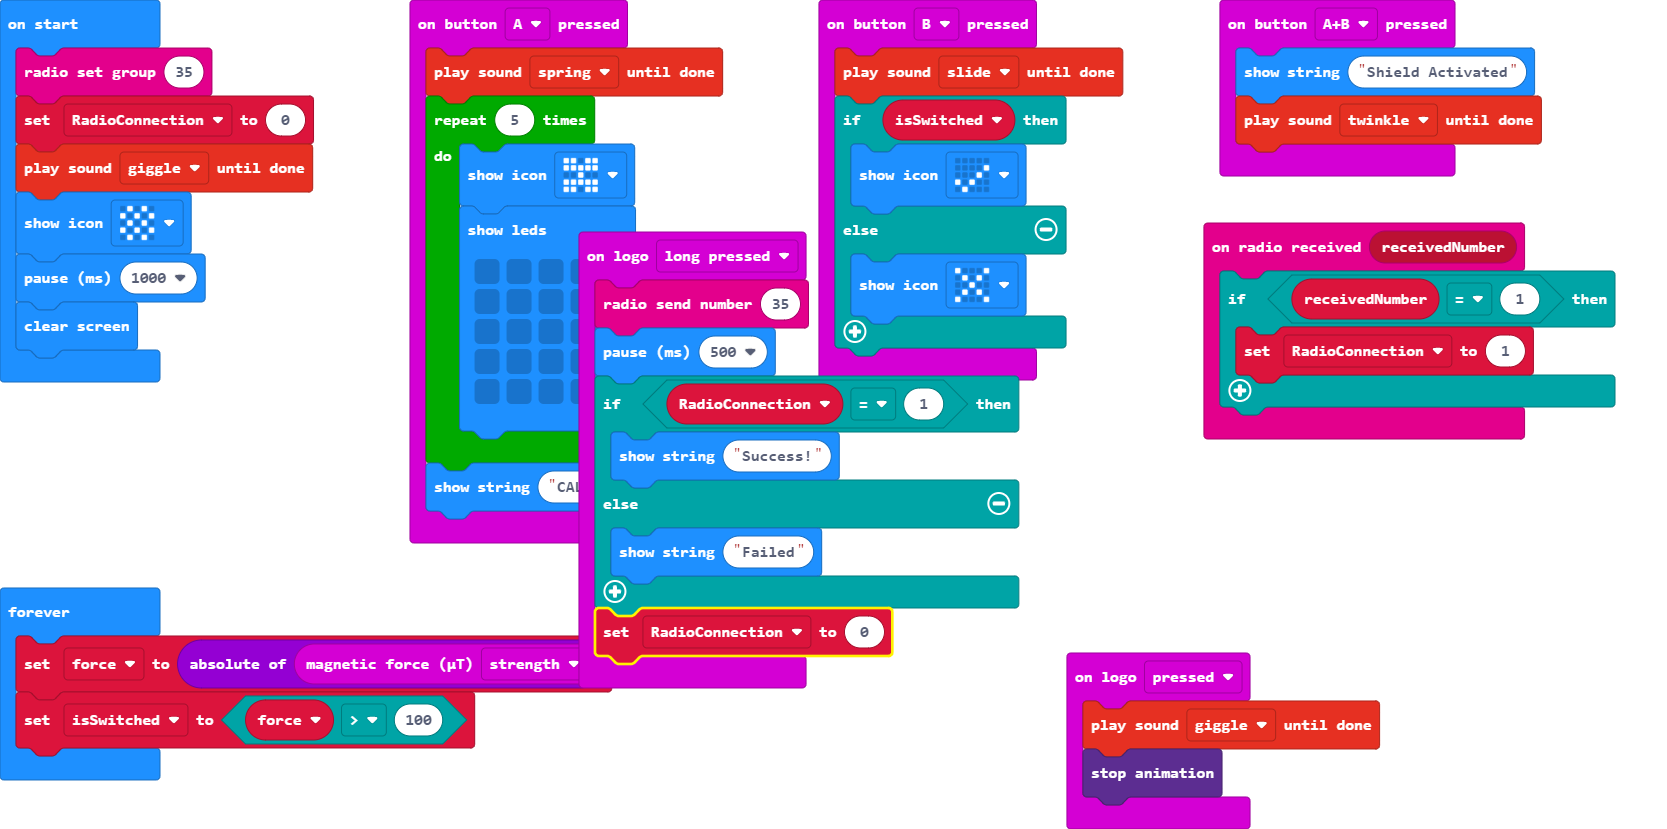 on start
radio set group 35
set RadioConnection to 0
play sound giggle until done
show icon
pause (ms) 1000
clear screen
on button A pressed
play sound spring until done
repeat 5 times
do
show icon
show leds
show string "CAL
on button B pressed
play sound slide until done
if isSwitched then
show icon
else
show icon
on button A+B pressed
show string "Shield Activated"
play sound twinkle until done
on logo long pressed
radio send number 35
pause (ms) 500
if RadioConnection = 1 then
show string "Success!"
else
show string "Failed"
set RadioConnection to 0
on radio received receivedNumber
if receivedNumber = 1 then
set RadioConnection to 1
forever
set force to absolute of magnetic force (µT) strength
set isSwitched to force > 100
on logo pressed
play sound giggle until done
stop animation